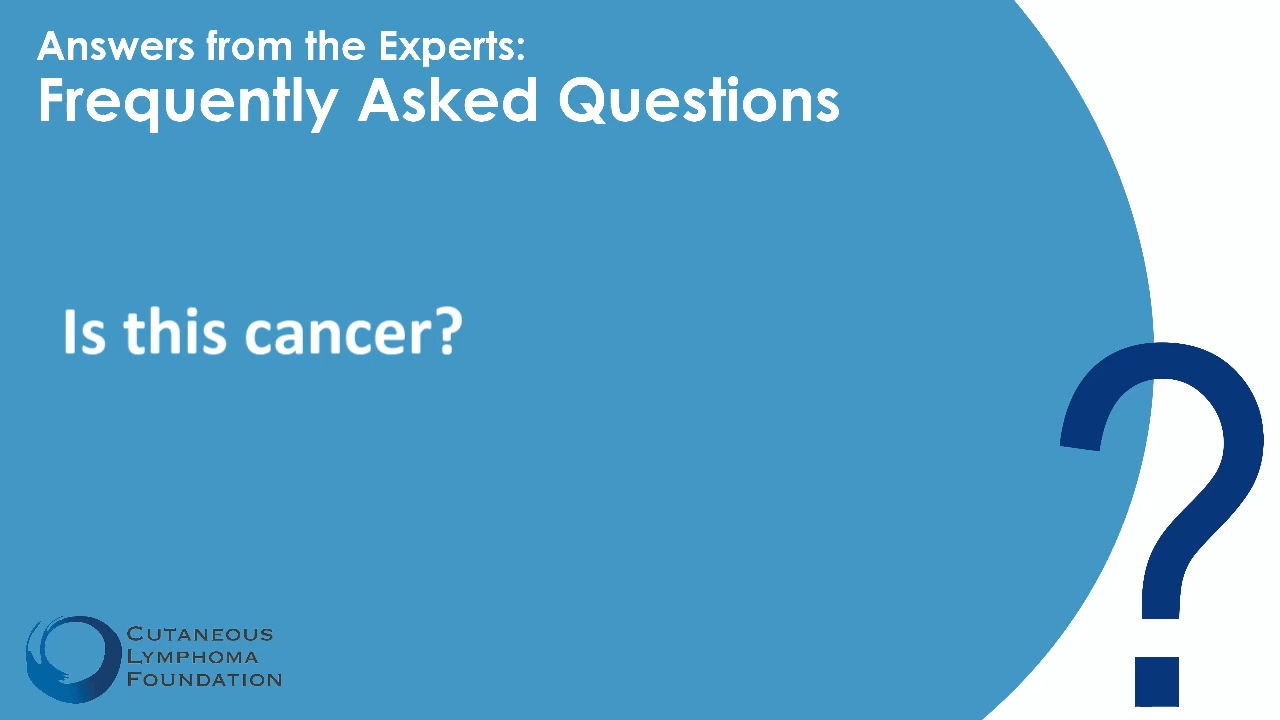 Answers from the Experts:
Frequently Asked Questions
Is this cancer?
?
CUTANEOUS
LYMPHOMA
FOUNDATION